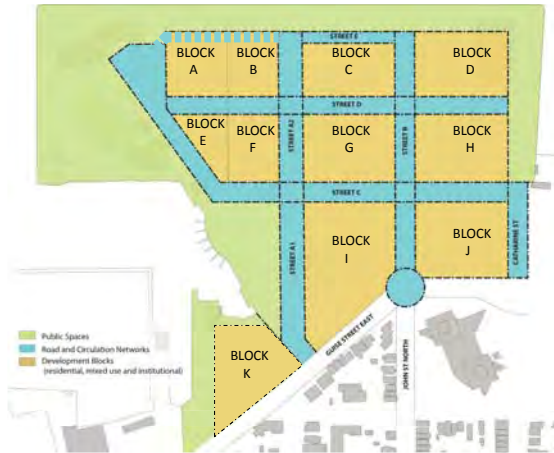 STREET E
BLOCK
A
BLOCK
B
BLOCK
C
BLOCK
D
STREET D
BLOCK
E
BLOCK
F
STREET A2
BLOCK
G
STREET B
BLOCK
H
STREET C
BLOCK
I
BLOCK
J
STREET A1
CATHARINE ST
GUISE STREET EAST
JOHN ST NORTH
BLOCK
K
Public Spaces
Road and Circulation Networks
Development Blocks
(residential, mixed use and institutional)